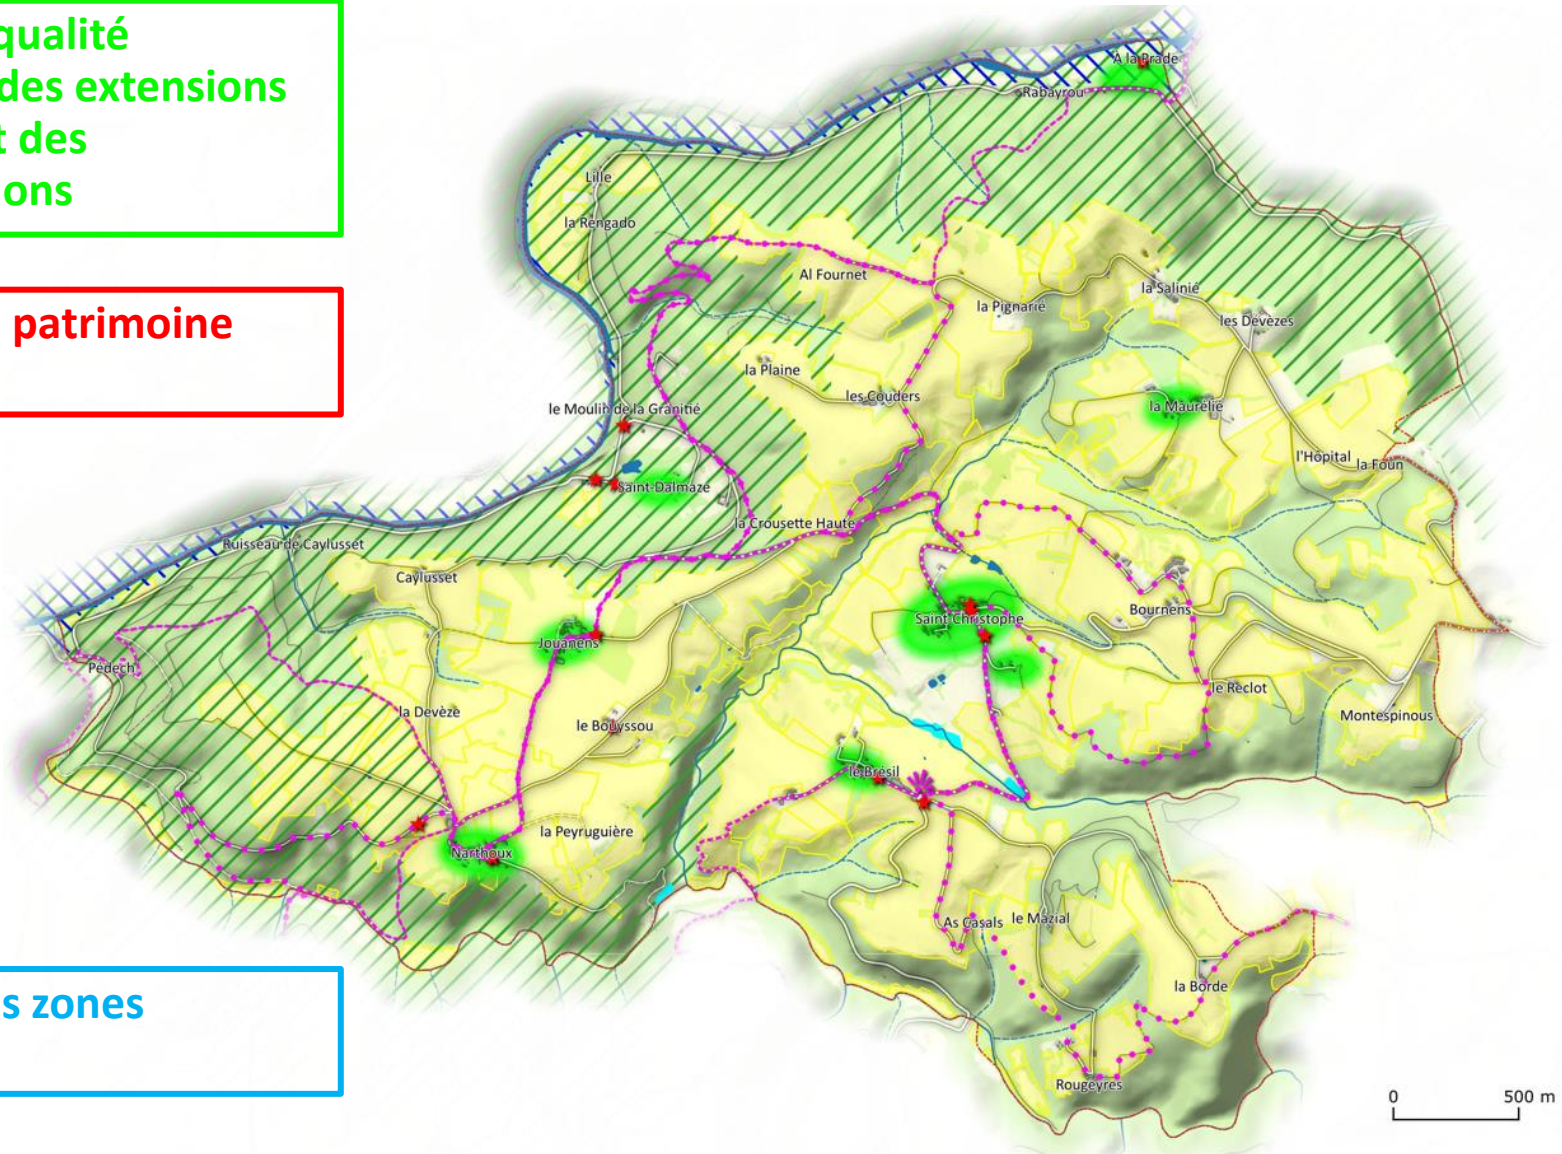 qualité
des extensions
t des
ions
patrimoine
s zones
À la Prade
Rabayrou
Lille
la Rengado
Al Fournet
la Salinié
la Pignarié
les Devèzes
la Plaine
les Couders
la Maurélie
le Moulin de la Granitié
l'Hôpital
la Foun
Saint-Dalmaze
la Crousette Haute
Ruisseau de Caylusset
Caylusset
Bournens
Saint-Christophe
Jouanens
Pédech
le Reclot
la Devèze
le Bouyssou
Montespinous
le Brésil
la Peyruguière
Narthoux
As Casals
le Mazial
la Borde
Rougeyres
0 500 m